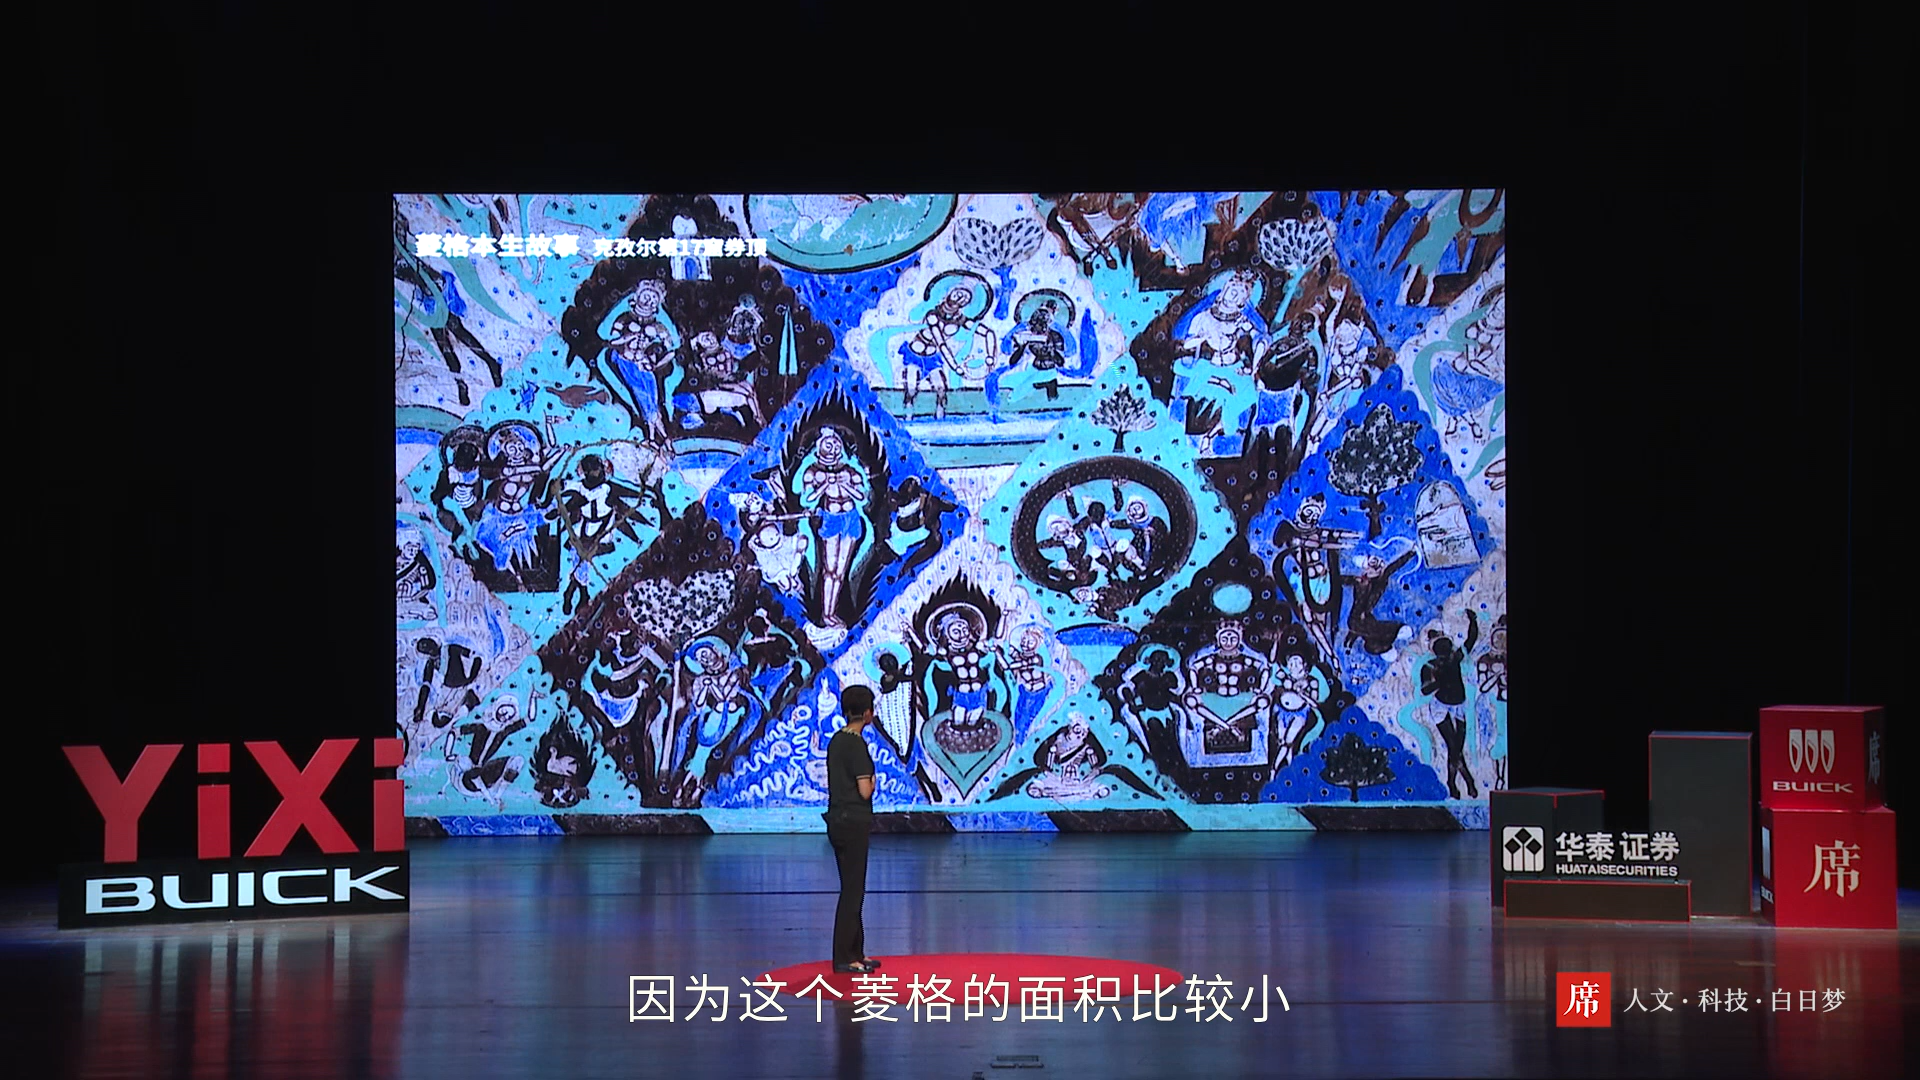 菱格本生故事 克孜尔第17窟券顶
YiXi
BUICK
BUICK
华泰证券
HUATAISECURITIES
席
席
BUICK
因为这个菱格的面积比较小
席 人文·科技·白日梦